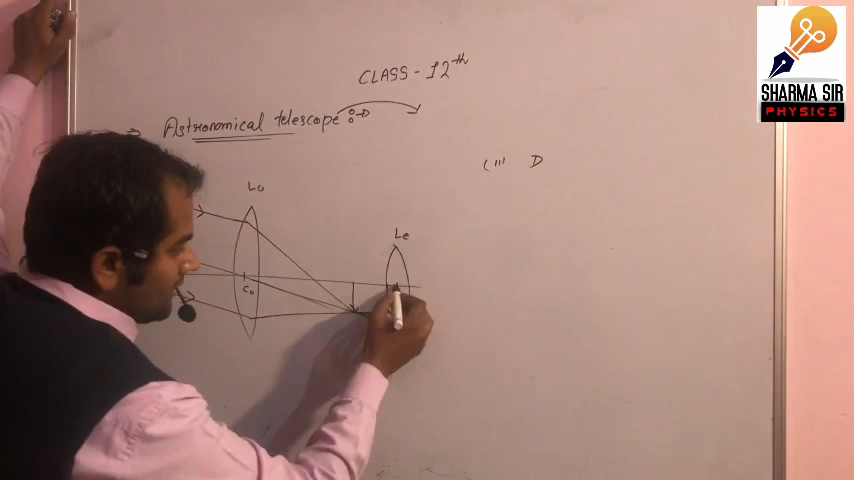 CLASS - 12th
Astronomical telescope
Lo
Le
Co
D
SHARMA SIR
PHYSICS